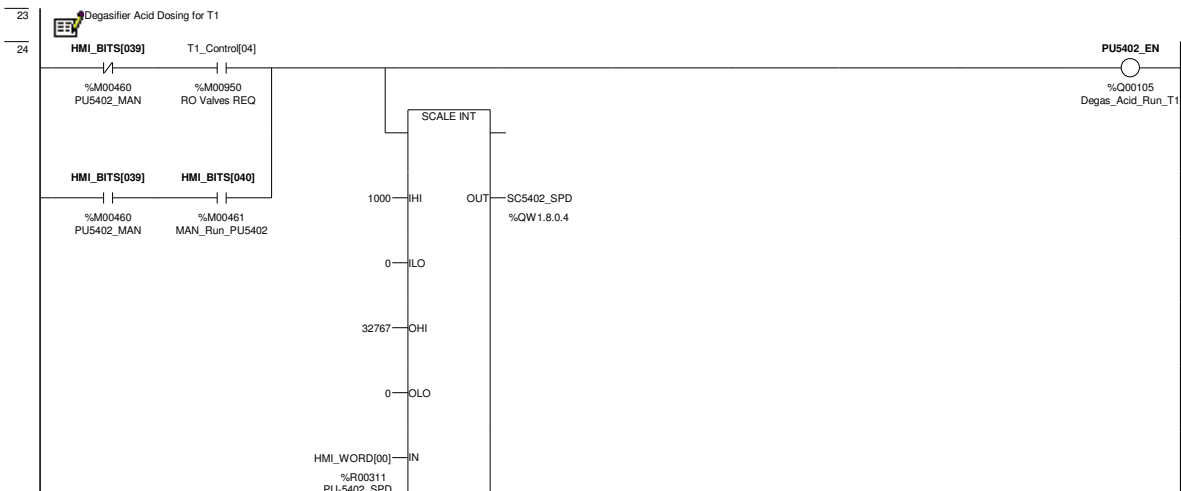 23
Degasifier Acid Dosing for T1
24
HMI_BITS[039] T1_Control[04] PU5402_EN
%M00460 %M00950 %Q00105
PU5402_MAN RO Valves REQ Degas_Acid_Run_T1
SCALE INT
HMI_BITS[039] HMI_BITS[040]
1000 IHI OUT SC5402_SPD
%M00460 %M00461 %QW1.8.0.4
PU5402_MAN MAN_Run_PU5402
0 ILO
32767 OHI
0 OLO
HMI_WORD[00] IN
%R00311
PU-5402_SPD